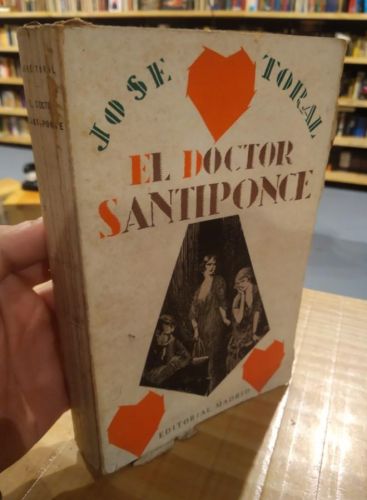 JOSE TORAL
EL DOCTOR
SANTIPONCE
EDITORIAL MADRID